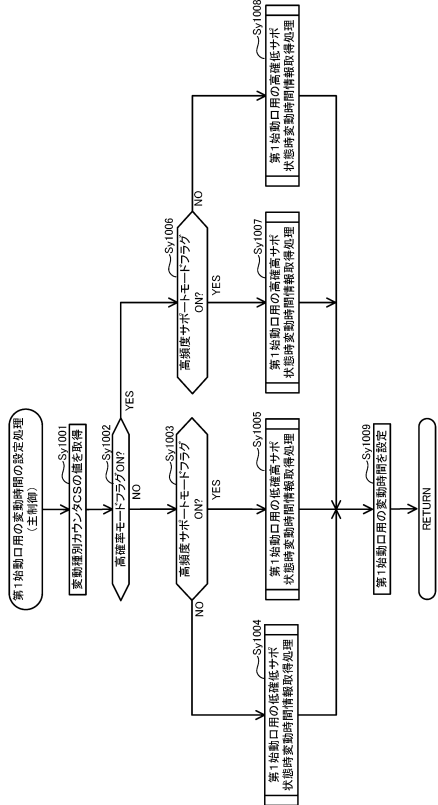 第1始動口用の変動時間の設定処理
(主制御)
Sy1001
変動種別カウンタCSの値を取得
Sy1002
高確率モードフラグON?
YES
NO
Sy1003
高頻度サポートモードフラグ
ON?
NO
YES
Sy1006
高頻度サポートモードフラグ
ON?
NO
YES
Sy1004
第1始動口用の低確低サポ
状態時変動時間情報取得処理
Sy1005
第1始動口用の低確高サポ
状態時変動時間情報取得処理
Sy1007
第1始動口用の高確高サポ
状態時変動時間情報取得処理
Sy1008
第1始動口用の高確低サポ
状態時変動時間情報取得処理
Sy1009
第1始動口用の変動時間を設定
RETURN